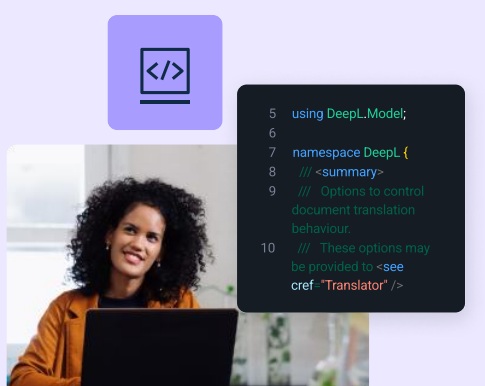 </>
5 using DeepL.Model;
6
7 namespace DeepL {
8 /// <summary>
9 /// Options to control
document translation
behaviour.
10 /// These options may
be provided to <see
cref="Translator" />